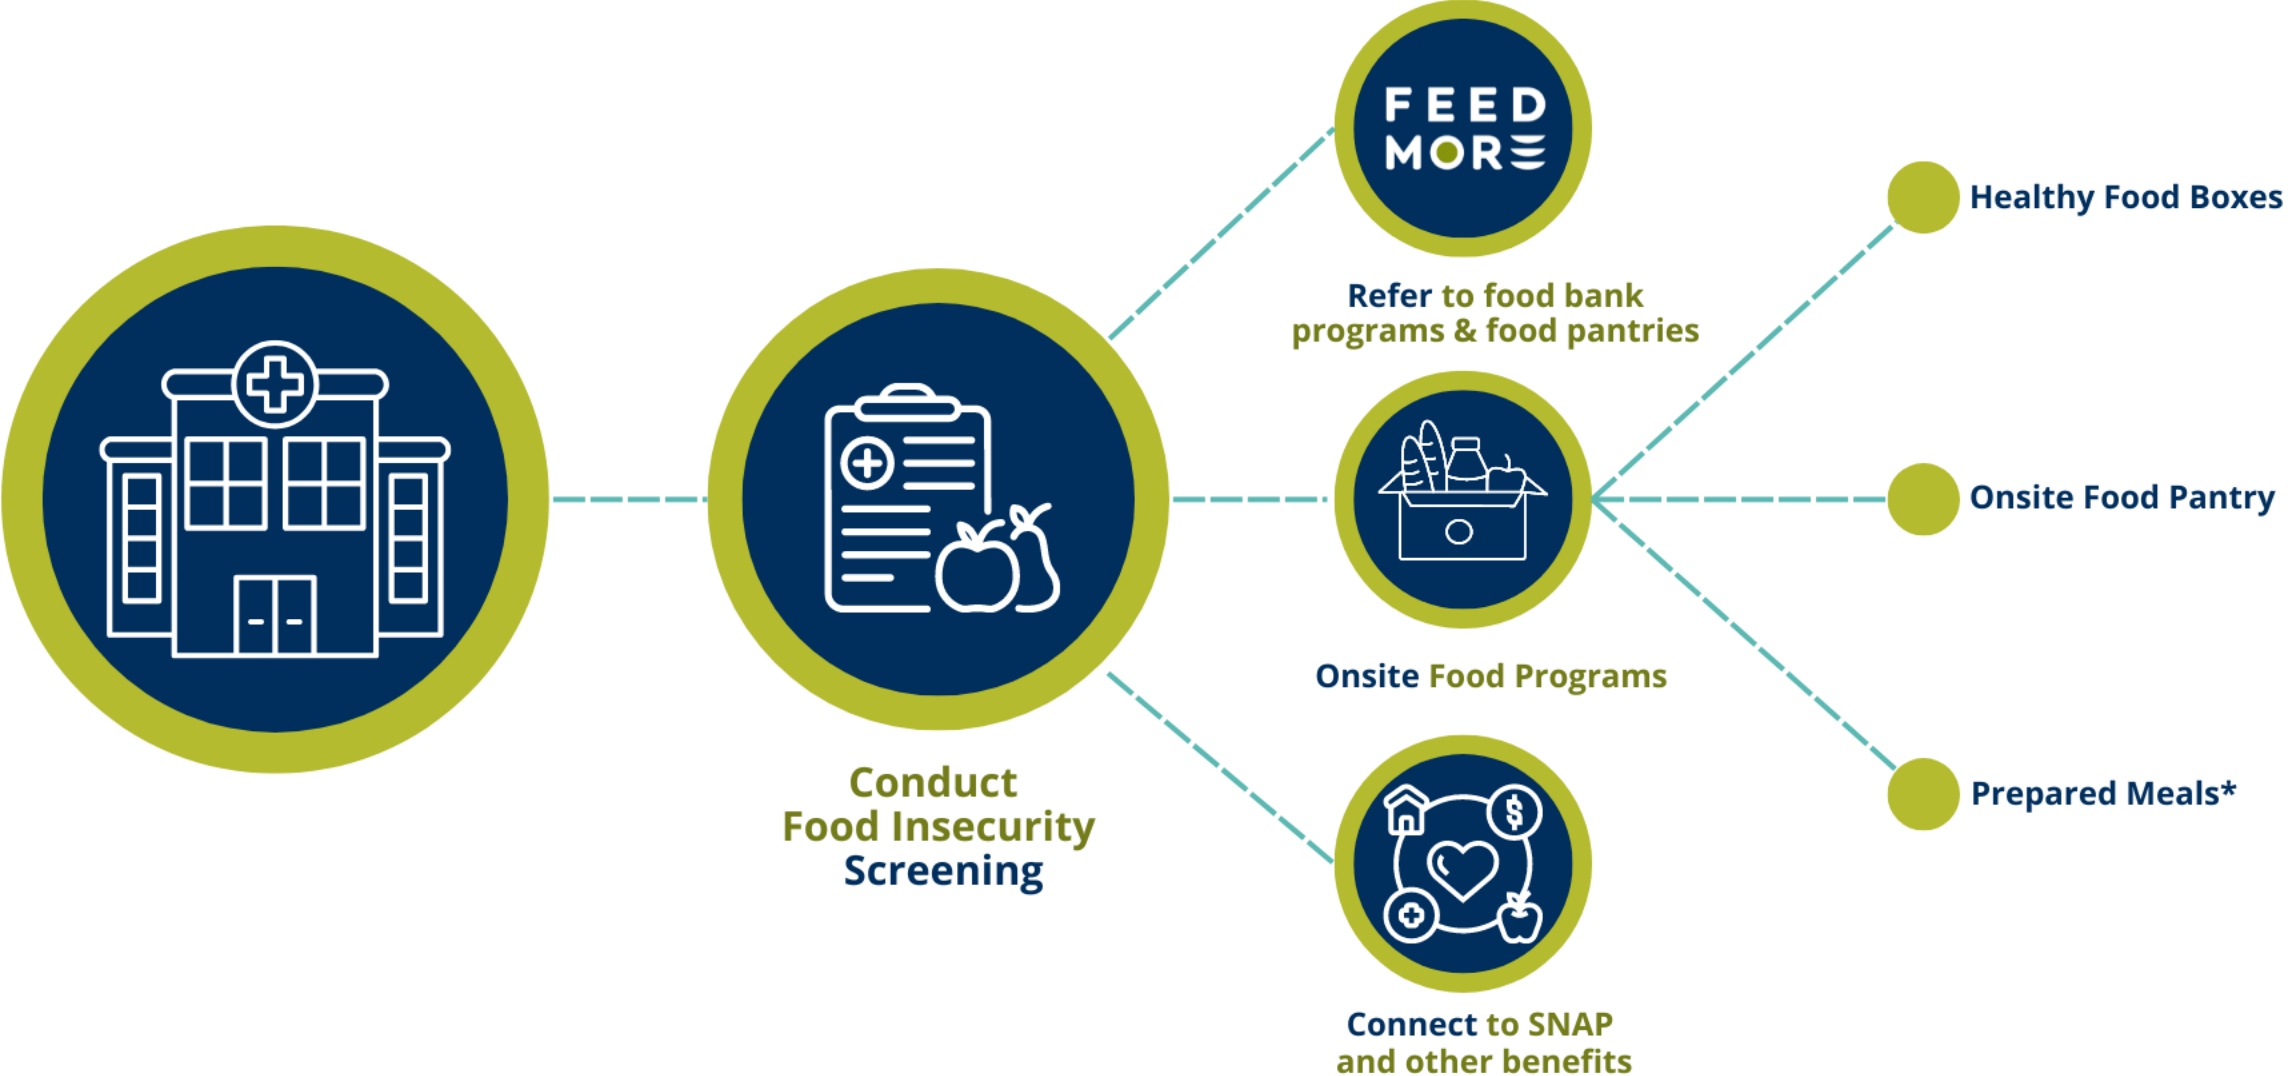 FEED
MORE
Refer to food bank
programs & food pantries
Healthy Food Boxes
Onsite Food Pantry
Onsite Food Programs
Prepared Meals*
Conduct
Food Insecurity
Screening
$
Connect to SNAP
and other benefits